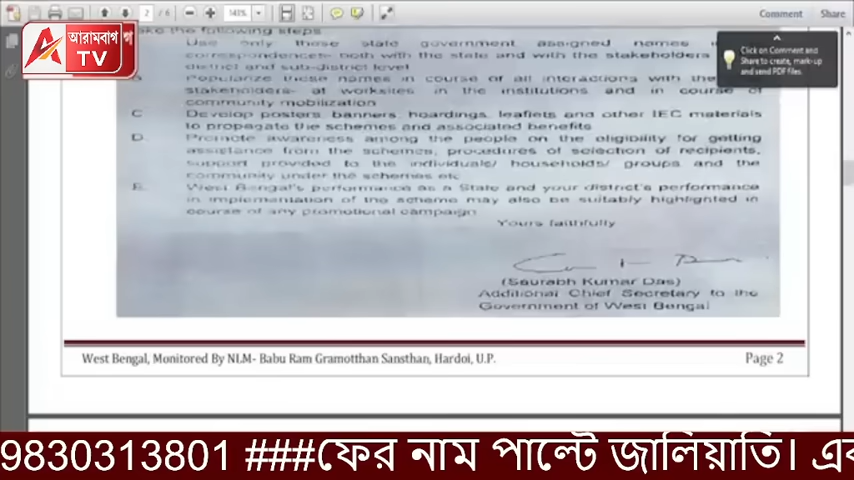 2 / 6
141%
Comment
Share
ake the following steps
Use only these state government assigned names
correspondences- both with the state and with the stakeholders
district and sub-district level
Popularize these names in course of all interactions with the
stakeholders- at worksites in the institutions and in course of
community mobilization
C Develop posters, banners, hoardings, leaflets and other IEC materials
to propagate the schemes and associated benefits
D. Promote awareness among the people on the eligibility for getting
assistance from the schemes, procedures of selection of recipients,
support provided to the individuals/ households/ groups and the
community under the schemes etc
E. West Bengal's performance as a State and your district's performance
in implementation of the scheme may also be suitably highlighted in
course of any promotional campaign
Yours faithfully
(Saurabh Kumar Das)
Additional Chief Secretary to the
Government of West Bengal
Click on Comment and
Share to create, mark-up
and send PDF files.
আরামবাগ
TV
West Bengal, Monitored By NLM- Babu Ram Gramotthan Sansthan, Hardoi, U.P.
Page 2
9830313801 ###ফের নাম পাল্টে জালিয়াতি।